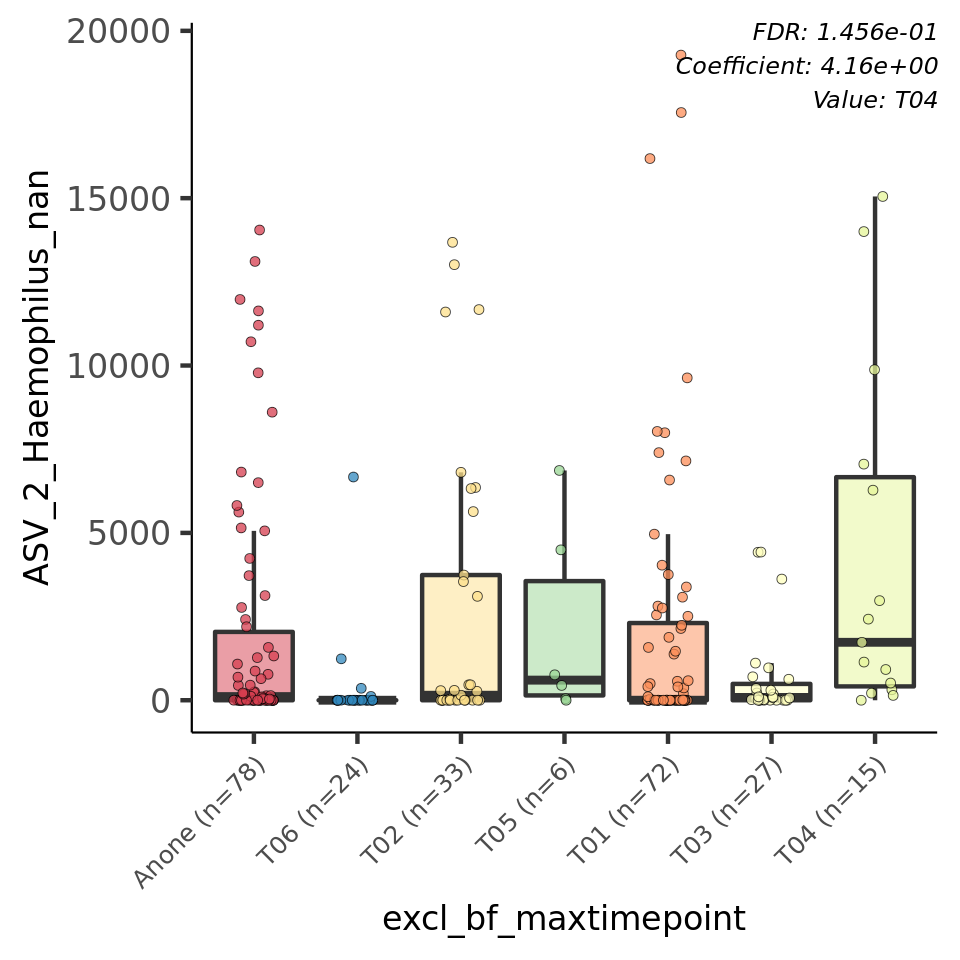 FDR: 1.456e-01
Coefficient: 4.16e+00
Value: T04
20000
15000
10000
5000
0
ASV_2_Haemophilus_nan
Anone (n=78)
T06 (n=24)
T02 (n=33)
T05 (n=6)
T01 (n=72)
T03 (n=27)
T04 (n=15)
excl_bf_maxtimepoint